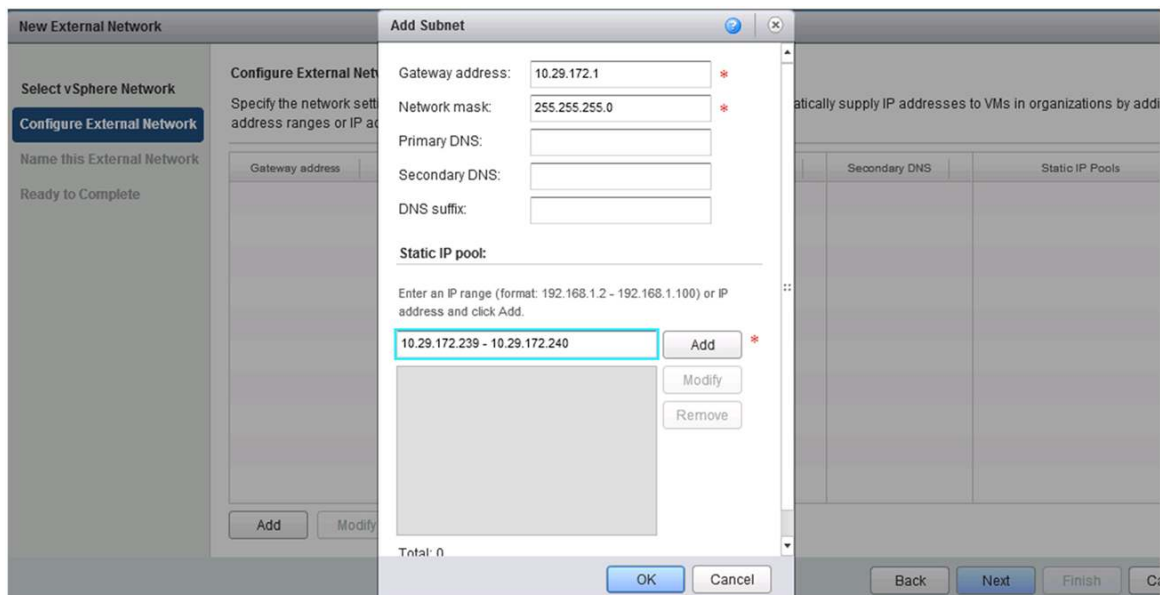 New External Network
Select vSphere Network
Configure External Network
Name this External Network
Ready to Complete
Configure External Net
Specify the network setti
address ranges or IP ad
atically supply IP addresses to VMs in organizations by addi
Gateway address
Secondary DNS
Static IP Pools
Add
Modify
Back
Next
Finish
Ca
Add Subnet
?
Gateway address: 10.29.172.1 *
Network mask: 255.255.255.0 *
Primary DNS:
Secondary DNS:
DNS suffix:
Static IP pool:
Enter an IP range (format: 192.168.1.2 - 192.168.1.100) or IP
address and click Add.
10.29.172.239 - 10.29.172.240
Add *
Modify
Remove
Total: 0
OK
Cancel